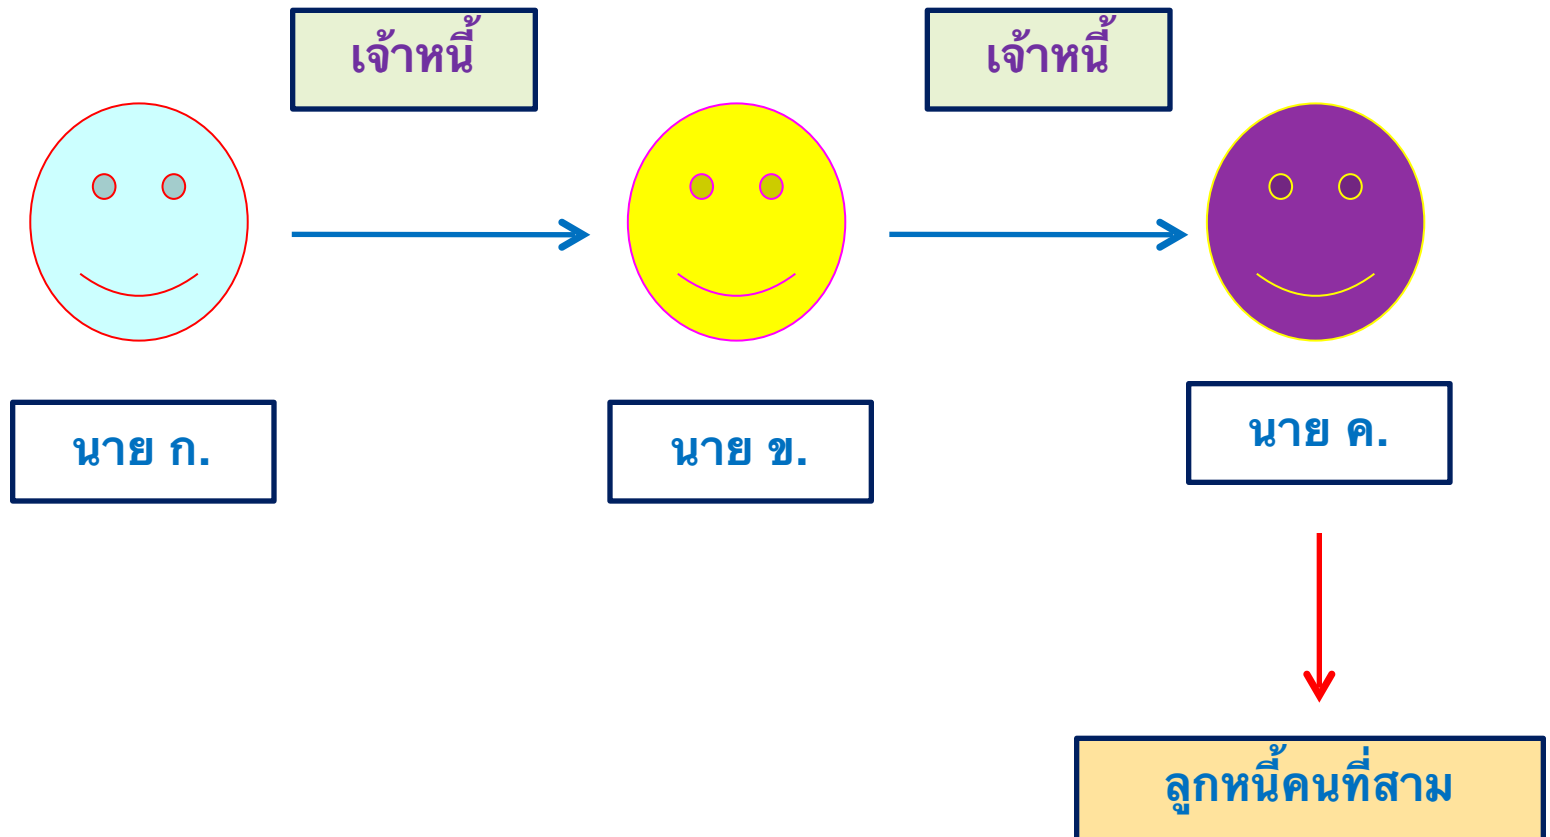 เจ้าหนี้
เจ้าหนี้
นาย ก.
นาย ข.
นาย ค.
ลูกหนี้คนที่สาม